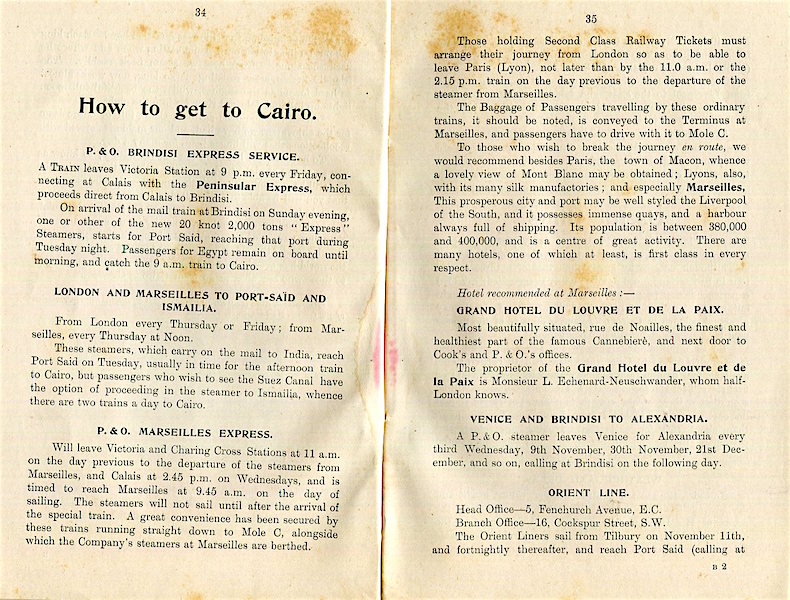 34
How to get to Cairo.
P. & O. BRINDISI EXPRESS SERVICE.
A TRAIN leaves Victoria Station at 9 p.m. every Friday, con-
necting at Calais with the Peninsular Express, which
proceeds direct from Calais to Brindisi.
On arrival of the mail train at Brindisi on Sunday evening,
one or other of the new 20 knot 2,000 tons "Express"
Steamers, starts for Port Said, reaching that port during
Tuesday night. Passengers for Egypt remain on board until
morning, and catch the 9 a.m. train to Cairo.
LONDON AND MARSEILLES TO PORT-SAÏD AND
ISMAILIA.
From London every Thursday or Friday; from Mar-
seilles, every Thursday at Noon.
These steamers, which carry on the mail to India, reach
Port Said on Tuesday, usually in time for the afternoon train
to Cairo, but passengers who wish to see the Suez Canal have
the option of proceeding in the steamer to Ismailia, whence
there are two trains a day to Cairo.
P. & O. MARSEILLES EXPRESS.
Will leave Victoria and Charing Cross Stations at 11 a.m.
on the day previous to the departure of the steamers from
Marseilles, and Calais at 2.45 p.m. on Wednesdays, and is
timed to reach Marseilles at 9.45 a.m. on the day of
sailing. The steamers will not sail until after the arrival of
the special train. A great convenience has been secured by
these trains running straight down to Mole C, alongside
which the Company's steamers at Marseilles are berthed.
35
Those holding Second Class Railway Tickets must
arrange their journey from London so as to be able to
leave Paris (Lyon), not later than by the 11.0 a.m. or the
2.15 p.m. train on the day previous to the departure of the
steamer from Marseilles.
The Baggage of Passengers travelling by these ordinary
trains, it should be noted, is conveyed to the Terminus at
Marseilles, and passengers have to drive with it to Mole C.
To those who wish to break the journey en route, we
would recommend besides Paris, the town of Macon, whence
a lovely view of Mont Blanc may be obtained; Lyons, also,
with its many silk manufactories; and especially Marseilles,
This prosperous city and port may be well styled the Liverpool
of the South, and it possesses immense quays, and a harbour
always full of shipping. Its population is between 380,000
and 400,000, and is a centre of great activity. There are
many hotels, one of which at least, is first class in every
respect.
Hotel recommended at Marseilles :—
GRAND HOTEL DU LOUVRE ET DE LA PAIX.
Most beautifully situated, rue de Noailles, the finest and
healthiest part of the famous Cannebierè, and next door to
Cook's and P. & O.'s offices.
The proprietor of the Grand Hotel du Louvre et de
la Paix is Monsieur L. Echenard-Neuschwander, whom half-
London knows.
VENICE AND BRINDISI TO ALEXANDRIA.
A P. & O. steamer leaves Venice for Alexandria every
third Wednesday, 9th November, 30th November, 21st Dec-
ember, and so on, calling at Brindisi on the following day.
ORIENT LINE.
Head Office—5, Fenchurch Avenue, E.C.
Branch Office—16, Cockspur Street, S.W.
The Orient Liners sail from Tilbury on November 11th,
and fortnightly thereafter, and reach Port Said (calling at
B 2